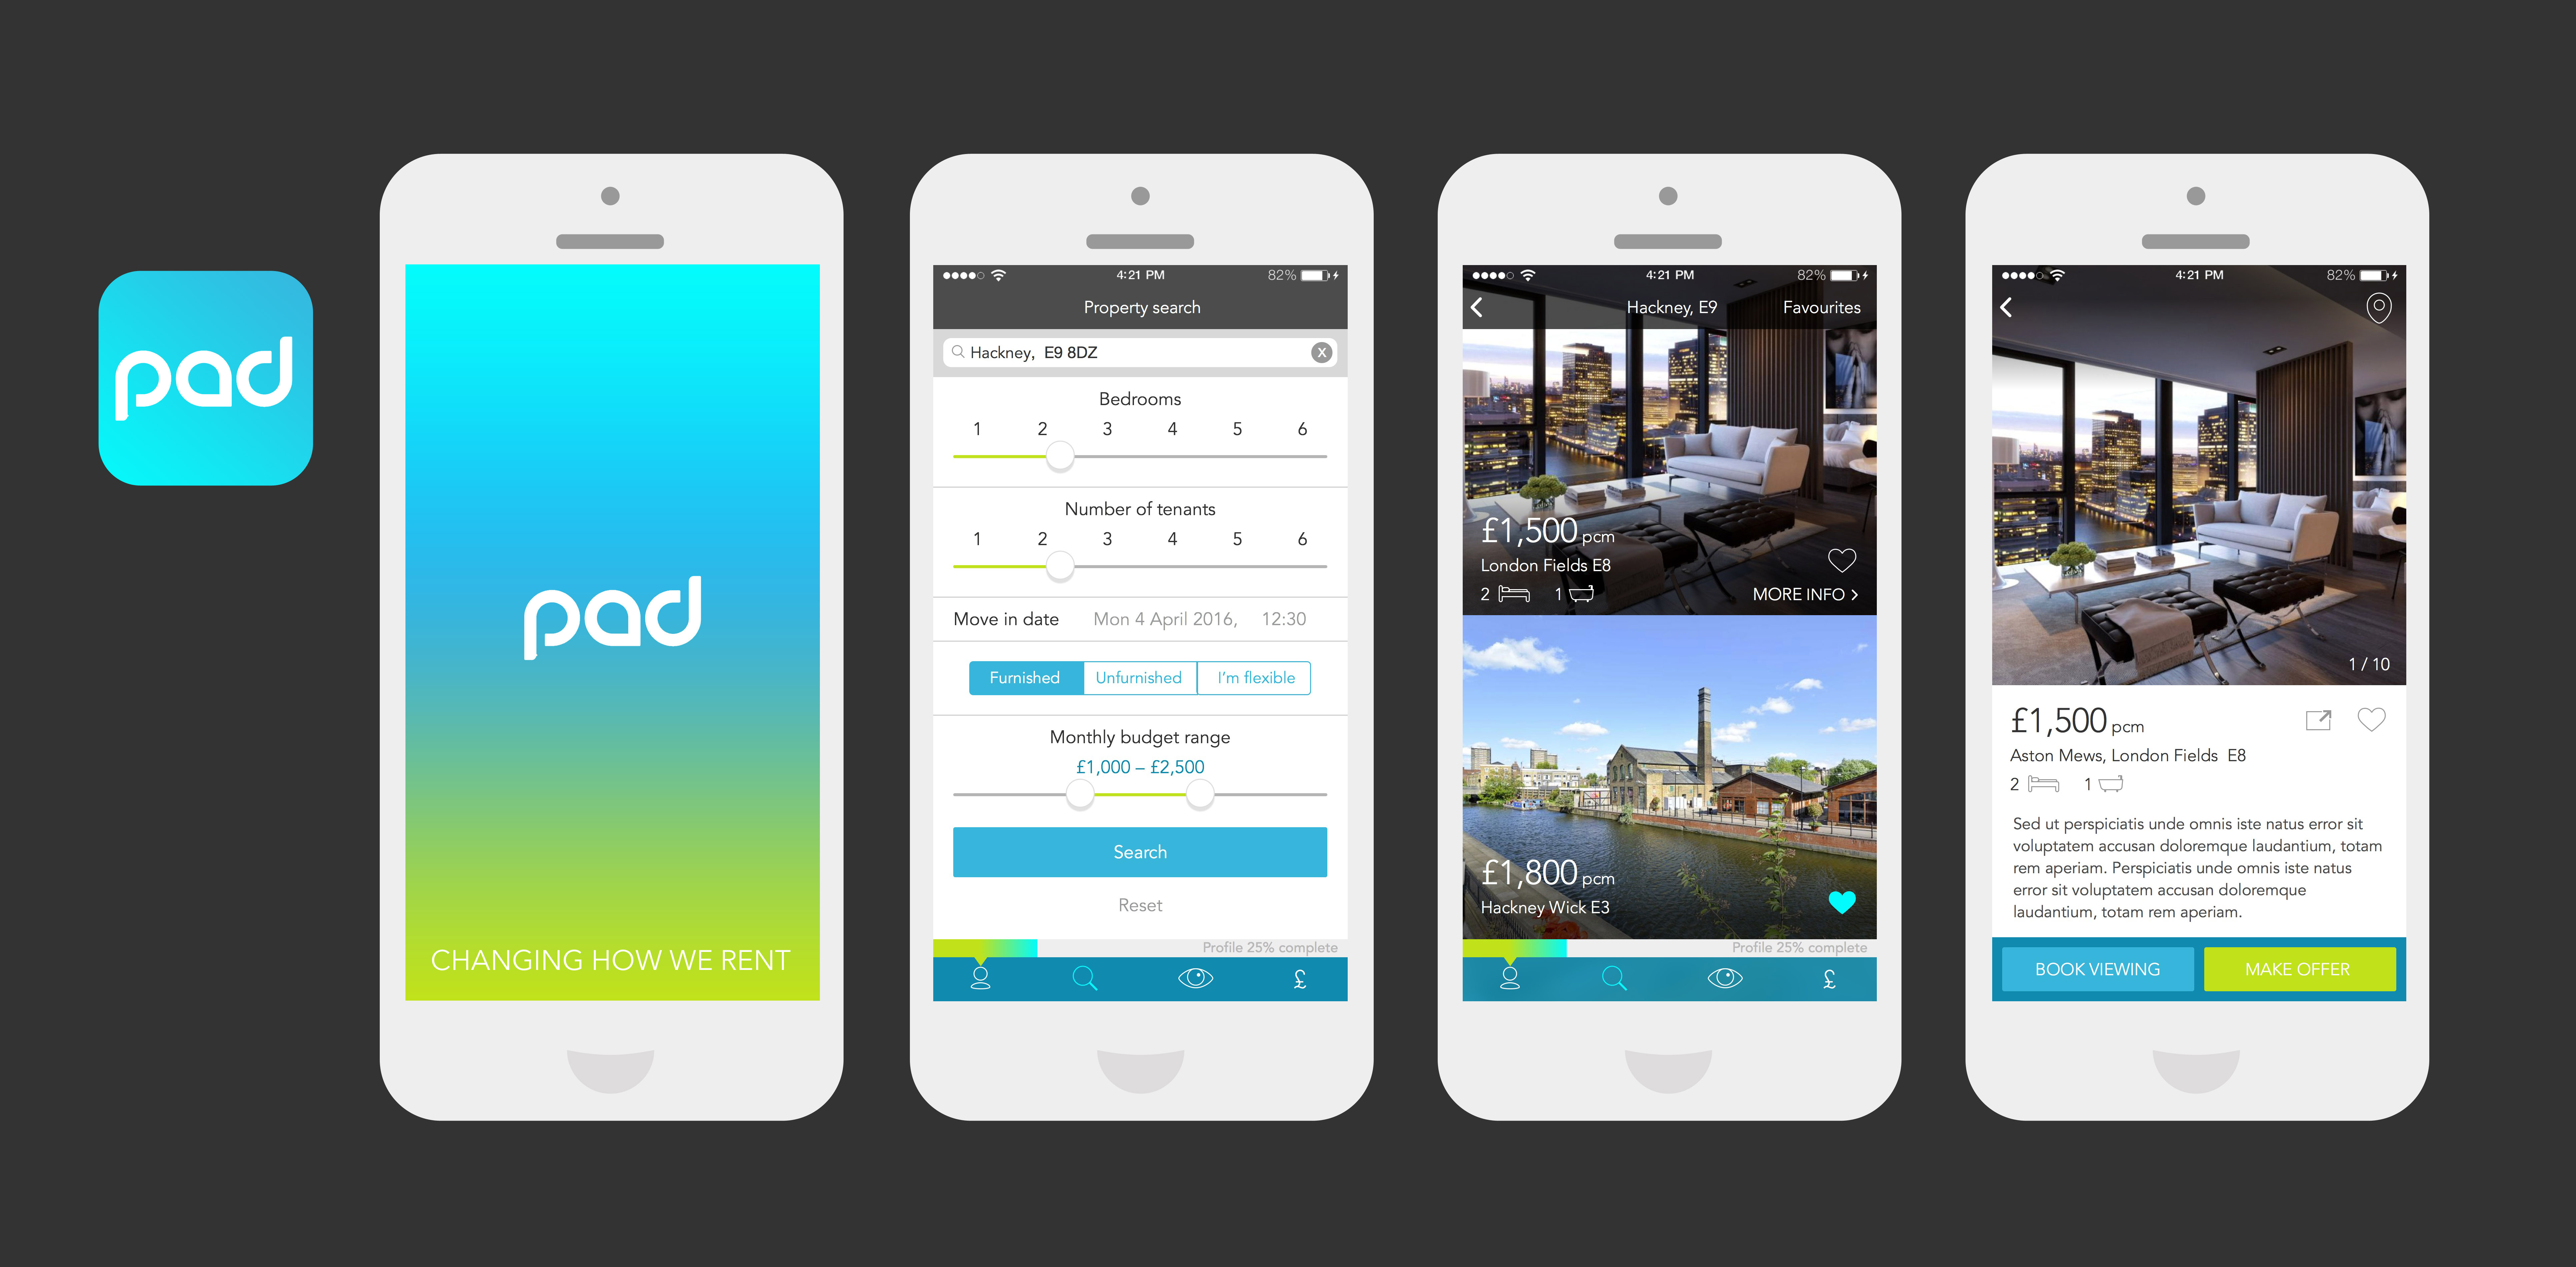 pad
pad
CHANGING HOW WE RENT
4:21 PM 82%
Property search
Hackney, E9 8DZ X
Bedrooms
1 2 3 4 5 6
Number of tenants
1 2 3 4 5 6
Move in date Mon 4 April 2016, 12:30
Furnished Unfurnished I'm flexible
Monthly budget range
£1,000 – £2,500
Search
Reset
Profile 25% complete
£
4:21 PM 82%
Hackney, E9 Favourites
£1,500 pcm
London Fields E8
2 1 MORE INFO >
£1,800 pcm
Hackney Wick E3
Profile 25% complete
£
4:21 PM 82%
1 / 10
£1,500 pcm
Aston Mews, London Fields E8
2 1
Sed ut perspiciatis unde omnis iste natus error sit
voluptatem accusan doloremque laudantium, totam
rem aperiam. Perspiciatis unde omnis iste natus
error sit voluptatem accusan doloremque
laudantium, totam rem aperiam.
BOOK VIEWING MAKE OFFER